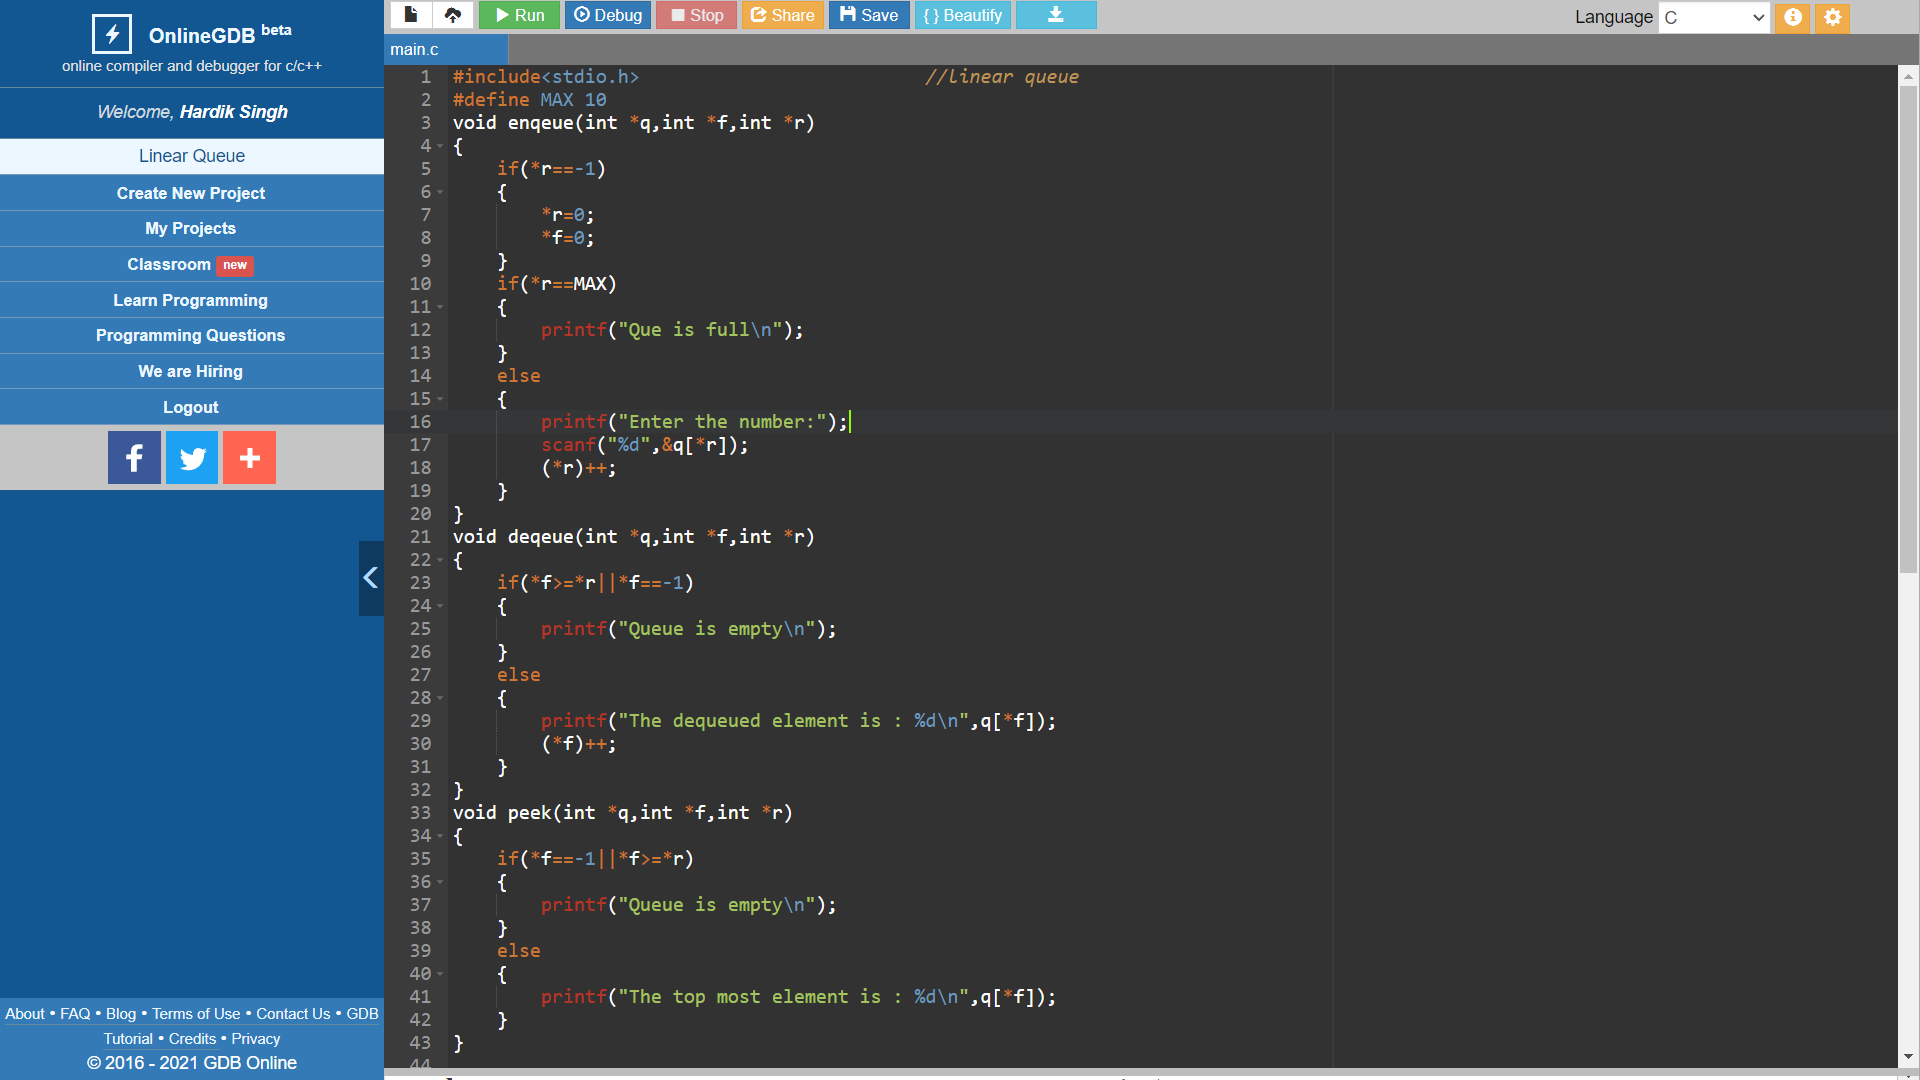 OnlineGDB beta
online compiler and debugger for c/c++
Welcome, Hardik Singh
Linear Queue
Create New Project
My Projects
Classroom new
Learn Programming
Programming Questions
We are Hiring
Logout
About • FAQ • Blog • Terms of Use • Contact Us • GDB
Tutorial • Credits • Privacy
© 2016 - 2021 GDB Online
Run Debug Stop Share Save { } Beautify Language C
main.c
1 #include<stdio.h> //linear queue
2 #define MAX 10
3 void enqeue(int *q,int *f,int *r)
4 {
5 if(*r==-1)
6 {
7 *r=0;
8 *f=0;
9 }
10 if(*r==MAX)
11 {
12 printf("Que is full\n");
13 }
14 else
15 {
16 printf("Enter the number:");
17 scanf("%d",&q[*r]);
18 (*r)++;
19 }
20 }
21 void deqeue(int *q,int *f,int *r)
22 {
23 if(*f>=*r||*f==-1)
24 {
25 printf("Queue is empty\n");
26 }
27 else
28 {
29 printf("The dequeued element is : %d\n",q[*f]);
30 (*f)++;
31 }
32 }
33 void peek(int *q,int *f,int *r)
34 {
35 if(*f==-1||*f>=*r)
36 {
37 printf("Queue is empty\n");
38 }
39 else
40 {
41 printf("The top most element is : %d\n",q[*f]);
42 }
43 }
44